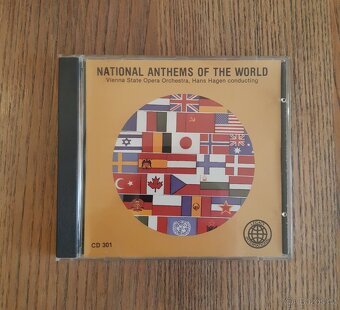 NATIONAL ANTHEMS OF THE WORLD
Vienna State Opera Orchestra, Hans Hagen conducting
CD 301